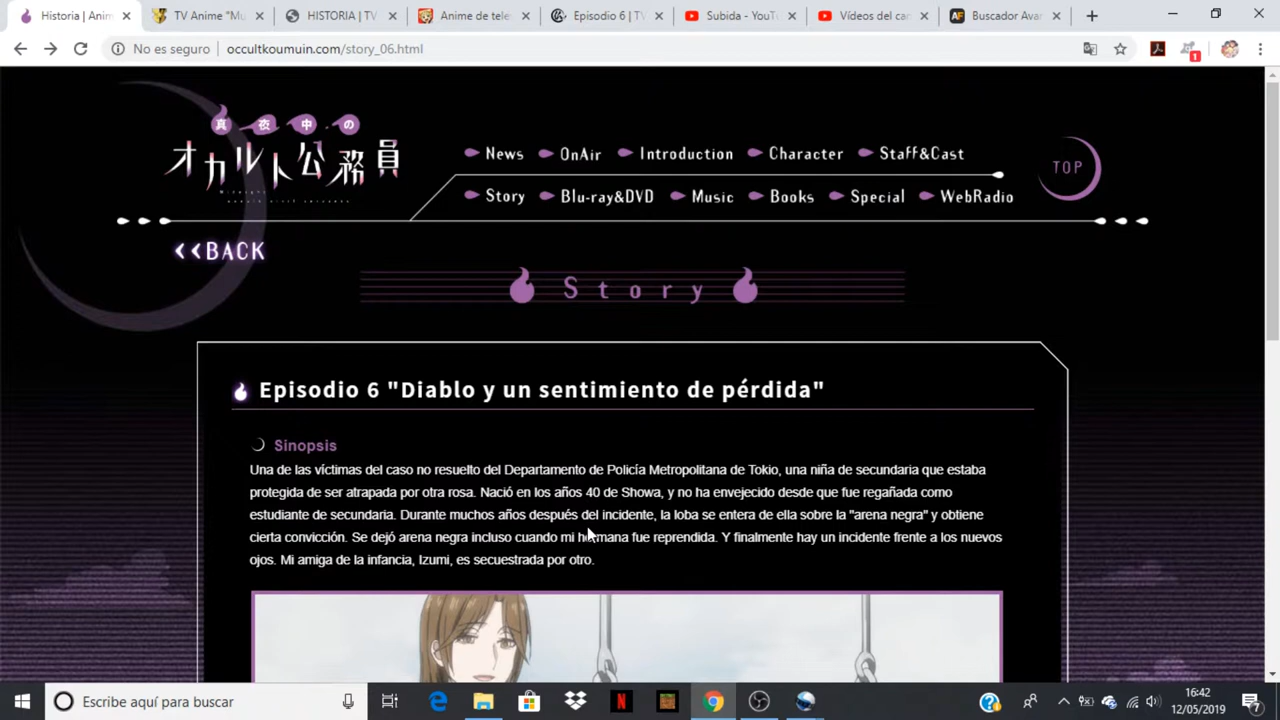 Historia | Anim
TV Anime "Mu
HISTORIA | TV
Anime de tele
Episodio 6 | TV
Subida - YouT
Vídeos del can
Buscador Avan
No es seguro
occultkoumuin.com/story_06.html
1
真夜中の
オカルト公務員
News
OnAir
Introduction
Character
Staff&Cast
TOP
Story
Blu-ray&DVD
Music
Books
Special
WebRadio
BACK
Story
Episodio 6 "Diablo y un sentimiento de pérdida"
Sinopsis
Una de las víctimas del caso no resuelto del Departamento de Policía Metropolitana de Tokio, una niña de secundaria que estaba
protegida de ser atrapada por otra rosa. Nació en los años 40 de Showa, y no ha envejecido desde que fue regañada como
estudiante de secundaria. Durante muchos años después del incidente, la loba se entera de ella sobre la "arena negra" y obtiene
cierta convicción. Se dejó arena negra incluso cuando mi hermana fue reprendida. Y finalmente hay un incidente frente a los nuevos
ojos. Mi amiga de la infancia, Lumi, es secuestrada por otro.
Escribe aquí para buscar
16:42
12/05/2019
7